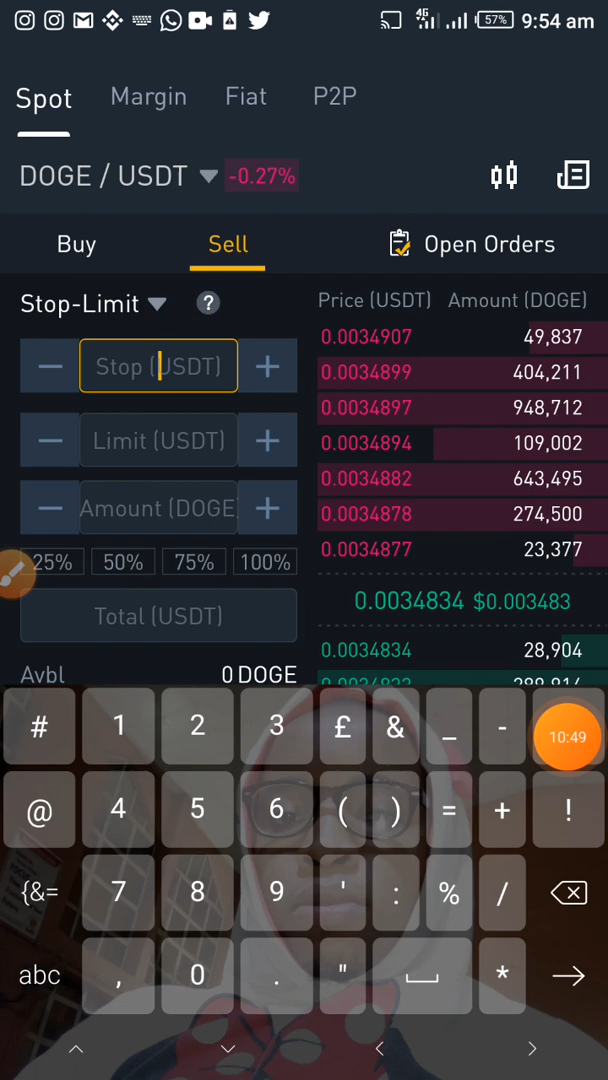 4G 57% 9:54 am
Spot Margin Fiat P2P
DOGE / USDT -0.27%
Buy Sell Open Orders
Stop-Limit ? Price (USDT) Amount (DOGE)
0.0034907 49,837
Stop (USDT)
0.0034899 404,211
0.0034897 948,712
Limit (USDT)
0.0034894 109,002
0.0034882 643,495
Amount (DOGE
0.0034878 274,500
25% 50% 75% 100%
0.0034877 23,377
0.0034834 $0.003483
Total (USDT)
0.0034834 28,904
Avbl 0 DOGE
# 1 2 3 £ & _ -
10:49
@ 4 5 6 ( ) = + !
{&= 7 8 9 ' : % /
abc , 0 . " *